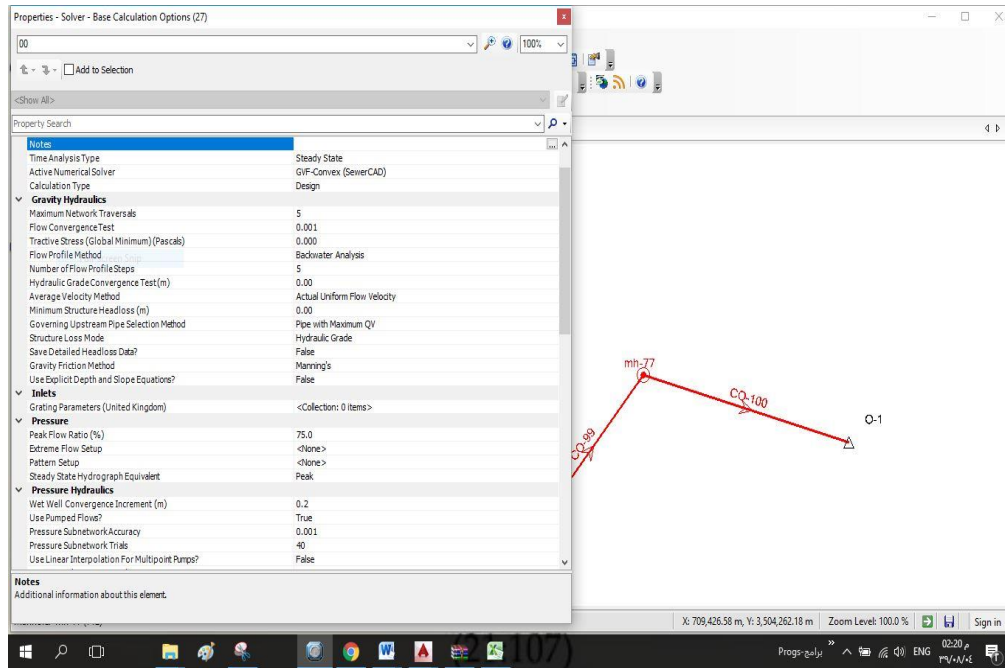 Properties - Solver - Base Calculation Options (27)
00
100%
Add to Selection
<Show All>
Property Search
Notes
Time Analysis Type Steady State
Active Numerical Solver GVF-Convex (SewerCAD)
Calculation Type Design
Gravity Hydraulics
Maximum Network Traversals 5
Flow Convergence Test 0.001
Tractive Stress (Global Minimum) (Pascals) 0.000
Flow Profile Method Backwater Analysis
Number of Flow Profile Steps 5
Hydraulic Grade Convergence Test (m) 0.00
Average Velocity Method Actual Uniform Flow Velocity
Minimum Structure Headloss (m) 0.00
Governing Upstream Pipe Selection Method Pipe with Maximum QV
Structure Loss Mode Hydraulic Grade
Save Detailed Headloss Data? False
Gravity Friction Method Manning's
Use Explicit Depth and Slope Equations? False
Inlets
Grating Parameters (United Kingdom) <Collection: 0 items>
Pressure
Peak Flow Ratio (%) 75.0
Extreme Flow Setup <None>
Pattern Setup <None>
Steady State Hydrograph Equivalent Peak
Pressure Hydraulics
Wet Well Convergence Increment (m) 0.2
Use Pumped Flows? True
Pressure Subnetwork Accuracy 0.001
Pressure Subnetwork Trials 40
Use Linear Interpolation For Multipoint Pumps? False
Notes
Additional information about this element.
mh-77
CO-100
CO-99
O-1
X: 709,426.58 m, Y: 3,504,262.18 m Zoom Level: 100.0 % Sign in
Progs-برامج
ENG
02:20 م
٣٩/٠٨/٠٤